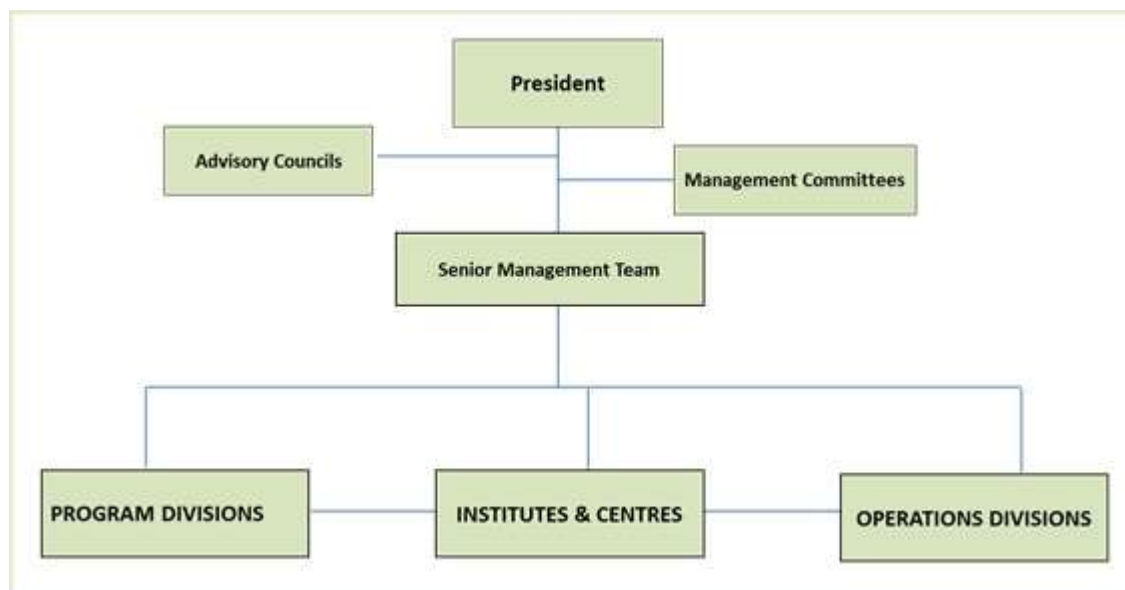 President
Advisory Councils
Management Committees
Senior Management Team
PROGRAM DIVISIONS
INSTITUTES & CENTRES
OPERATIONS DIVISIONS